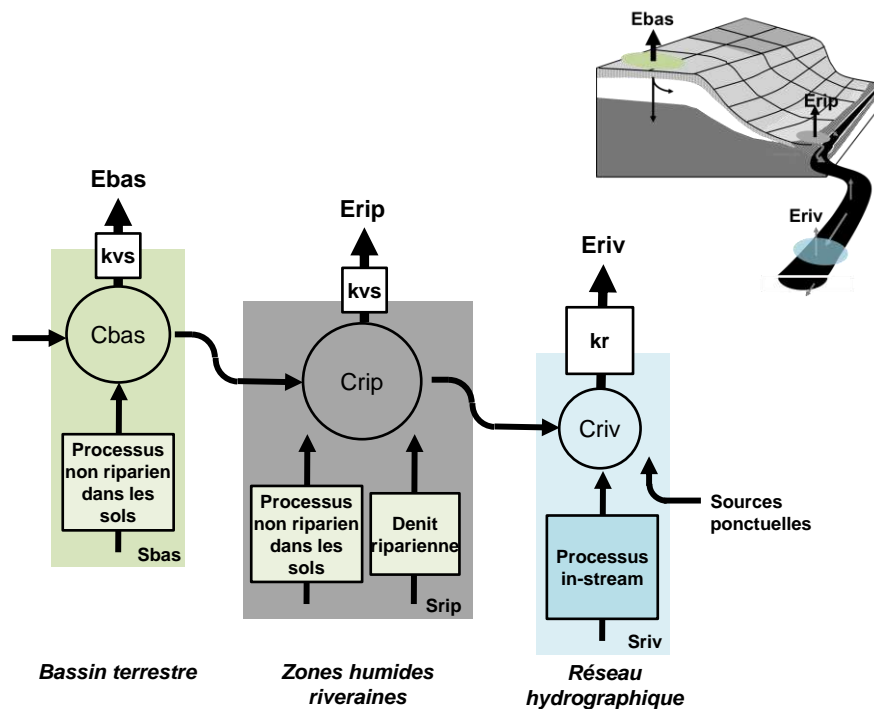 Ebas
Erip
Eriv
Ebas
Erip
Eriv
kvs
kvs
kr
Cbas
Crip
Criv
Processus
non riparien
dans les
sols
Sbas
Processus
non riparien
dans les
sols
Denit
riparienne
Srip
Processus
in-stream
Sriv
Sources
ponctuelles
Bassin terrestre
Zones humides
riveraines
Réseau
hydrographique